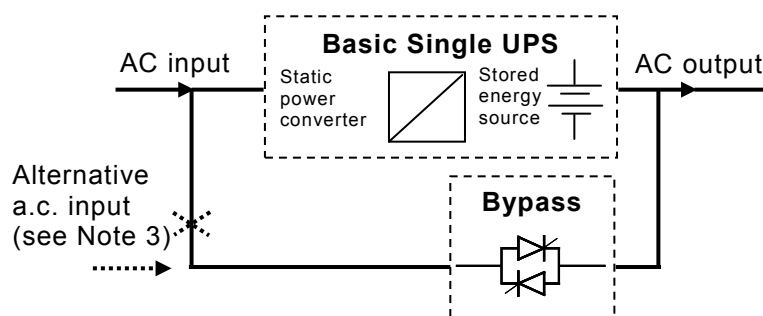 Basic Single UPS
AC input
Static
power
converter
Stored
energy
source
AC output
Alternative
a.c. input
(see Note 3)
Bypass